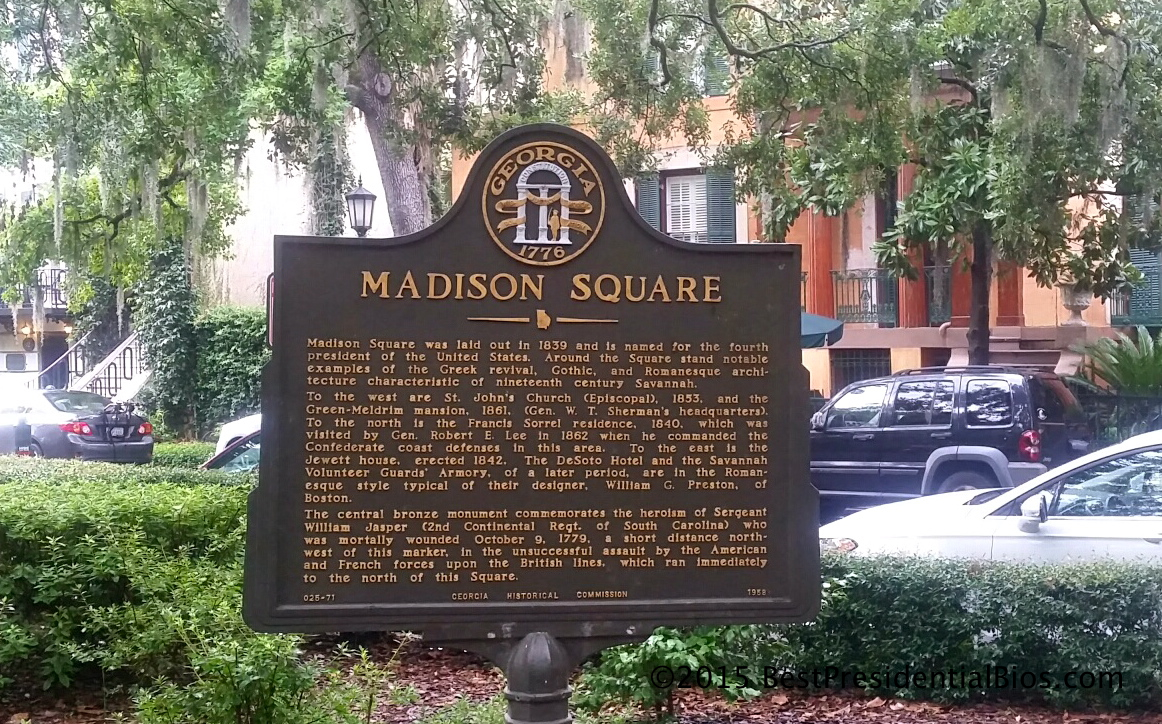 GEORGIA
1776
MADISON SQUARE
Madison Square was laid out in 1839 and is named for the fourth
president of the United States. Around the Square stand notable
examples of the Greek revival, Gothic, and Romanesque archi-
tecture characteristic of nineteenth century Savannah.
To the west are St. John's Church (Episcopal), 1853, and the
Green-Meldrim mansion, 1861, (Gen. W. T. Sherman's headquarters).
To the north is the Francis Sorrel residence, 1840, which was
visited by Gen. Robert E. Lee in 1862 when he commanded the
Confederate coast defenses in this area. To the east is the
Jewett house, erected 1842. The DeSoto Hotel and the Savannah
Volunteer Guards' Armory, of a later period, are in the Roman-
esque style typical of their designer, William G. Preston, of
Boston.
The central bronze monument commemorates the heroism of Sergeant
William Jasper (2nd Continental Regt. of South Carolina) who
was mortally wounded October 9, 1779, a short distance north-
west of this marker, in the unsuccessful assault by the American
and French forces upon the British lines, which ran immediately
to the north of this Square.
025-71 GEORGIA HISTORICAL COMMISSION 1958
©2015 BestPresidentialBios.com